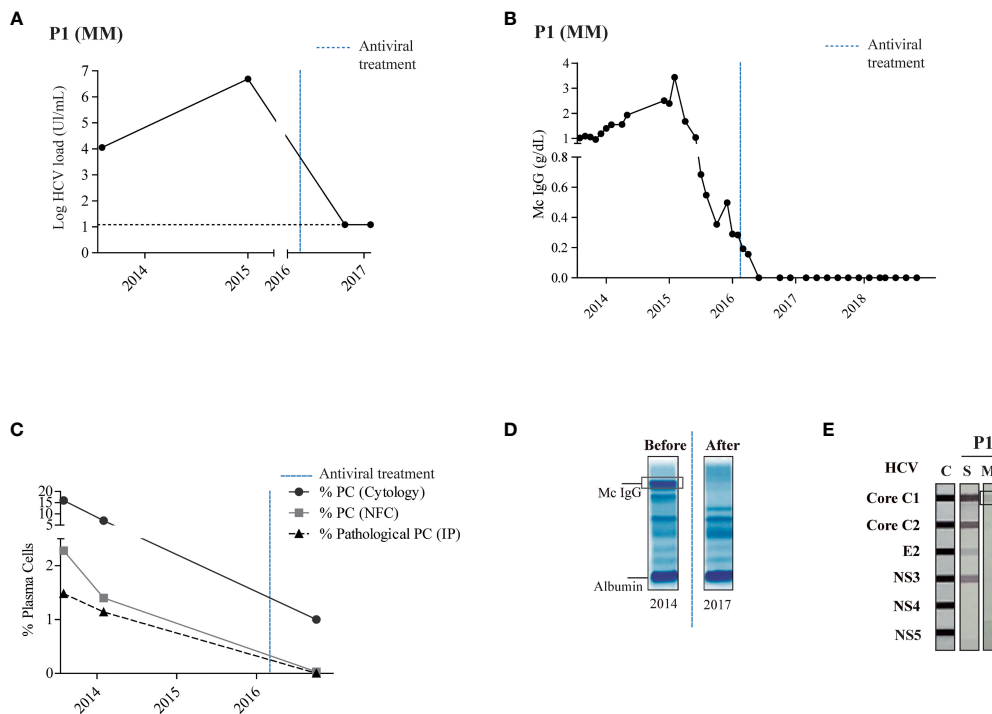 A
P1 (MM)
Antiviral
treatment
Log HCV load (UI/mL)
7
6
5
4
3
2
1
0
2014
2015
2016
2017
B
P1 (MM)
Antiviral
treatment
Mc IgG (g/dL)
4
3
2
1
0.8
0.6
0.4
0.2
0.0
2014
2015
2016
2017
2018
C
Antiviral treatment
% PC (Cytology)
% PC (NFC)
% Pathological PC (IP)
% Plasma Cells
20
15
10
5
2
1
0
2014
2015
2016
D
Before After
Mc IgG
Albumin
2014 2017
E
P1
HCV C S M
Core C1
Core C2
E2
NS3
NS4
NS5